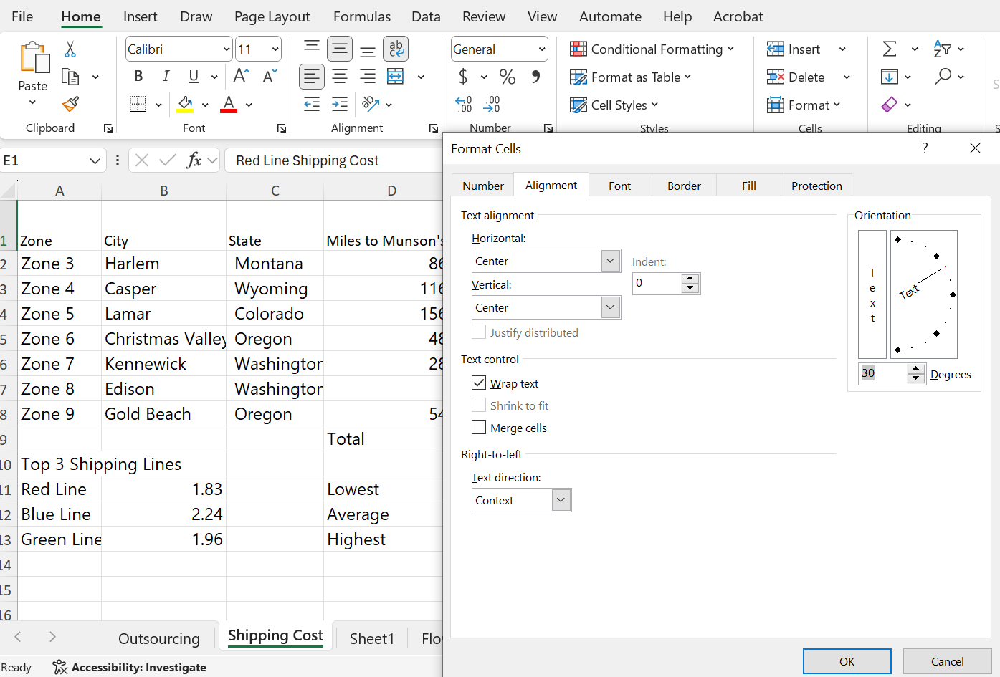 File Home Insert Draw Page Layout Formulas Data Review View Automate Help Acrobat
Calibri 11 ab General Conditional Formatting Insert
Paste B I U A A $ % Format as Table Delete
A Cell Styles Format
Clipboard Font Alignment Number Styles Cells Editing
E1 fx Red Line Shipping Cost
A B C D
1 Zone City State Miles to Munson's
2 Zone 3 Harlem Montana 86
3 Zone 4 Casper Wyoming 116
4 Zone 5 Lamar Colorado 156
5 Zone 6 Christmas Valley Oregon 48
6 Zone 7 Kennewick Washington 28
7 Zone 8 Edison Washington
8 Zone 9 Gold Beach Oregon 54
9 Total
10 Top 3 Shipping Lines
11 Red Line 1.83 Lowest
12 Blue Line 2.24 Average
13 Green Line 1.96 Highest
14
15
16
Outsourcing Shipping Cost Sheet1 Flo
Ready Accessibility: Investigate
Format Cells ?
Number Alignment Font Border Fill Protection
Text alignment
Horizontal:
Center
Indent:
0
Vertical:
Center
Justify distributed
Text control
Wrap text
Shrink to fit
Merge cells
Right-to-left
Text direction:
Context
Orientation
Text
Text
30 Degrees
OK Cancel